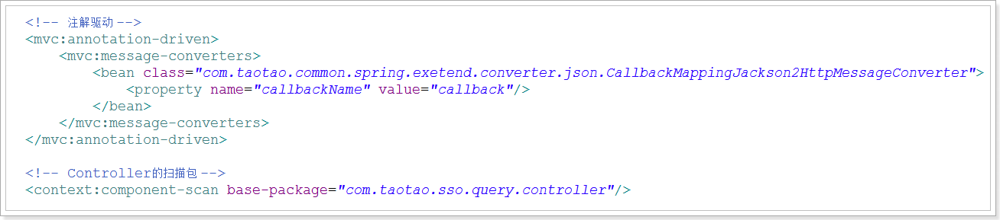 <!-- 注解驱动 -->
<mvc:annotation-driven>
<mvc:message-converters>
<bean class="com.taotao.common.spring.exetend.converter.json.CallbackMappingJackson2HttpMessageConverter">
<property name="callbackName" value="callback"/>
</bean>
</mvc:message-converters>
</mvc:annotation-driven>
<!-- Controller的扫描包 -->
<context:component-scan base-package="com.taotao.sso.query.controller"/>